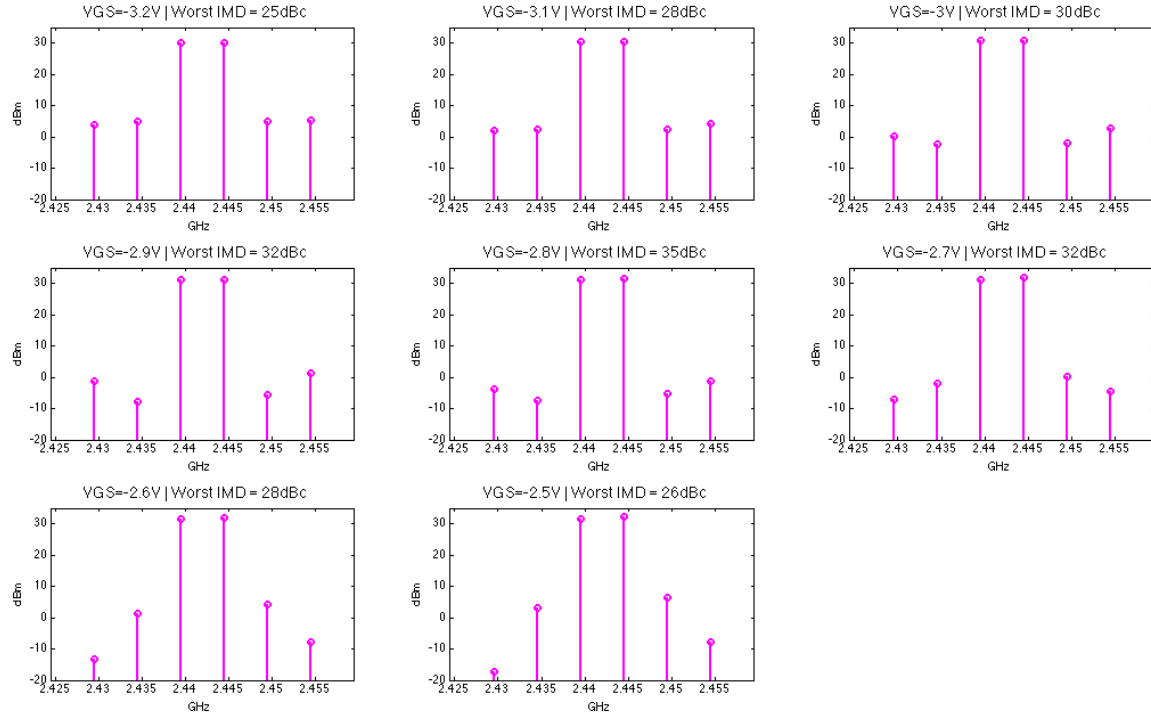 VGS=-3.2V | Worst IMD = 25dBc
30
20
10
0
-10
-20
dBm
2.425 2.43 2.435 2.44 2.445 2.45 2.455
GHz
VGS=-3.1V | Worst IMD = 28dBc
30
20
10
0
-10
-20
dBm
2.425 2.43 2.435 2.44 2.445 2.45 2.455
GHz
VGS=-3V | Worst IMD = 30dBc
30
20
10
0
-10
-20
dBm
2.425 2.43 2.435 2.44 2.445 2.45 2.455
GHz
VGS=-2.9V | Worst IMD = 32dBc
30
20
10
0
-10
-20
dBm
2.425 2.43 2.435 2.44 2.445 2.45 2.455
GHz
VGS=-2.8V | Worst IMD = 35dBc
30
20
10
0
-10
-20
dBm
2.425 2.43 2.435 2.44 2.445 2.45 2.455
GHz
VGS=-2.7V | Worst IMD = 32dBc
30
20
10
0
-10
-20
dBm
2.425 2.43 2.435 2.44 2.445 2.45 2.455
GHz
VGS=-2.6V | Worst IMD = 28dBc
30
20
10
0
-10
-20
dBm
2.425 2.43 2.435 2.44 2.445 2.45 2.455
GHz
VGS=-2.5V | Worst IMD = 26dBc
30
20
10
0
-10
-20
dBm
2.425 2.43 2.435 2.44 2.445 2.45 2.455
GHz